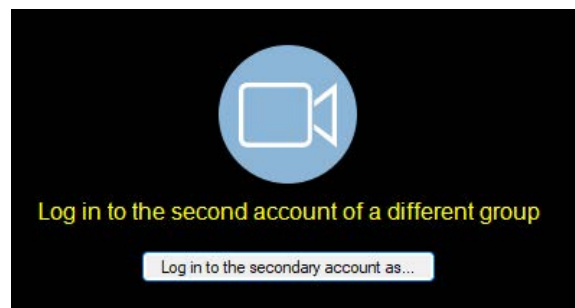 Log in to the second account of a different group
Log in to the secondary account as...